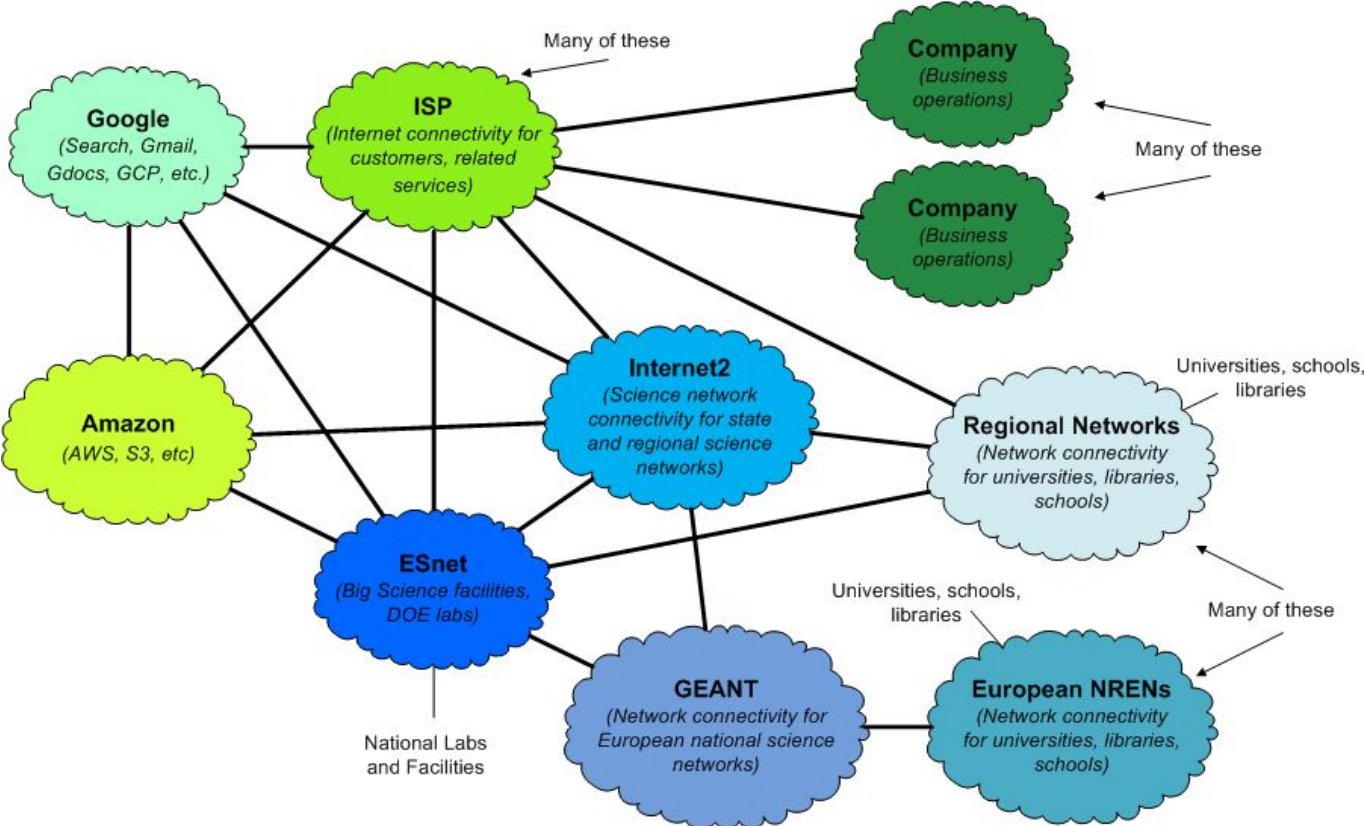 Many of these
Company
(Business
operations)
Google
(Search, Gmail,
Gdocs, GCP, etc.)
ISP
(Internet connectivity for
customers, related
services)
Many of these
Company
(Business
operations)
Internet2
(Science network
connectivity for state
and regional science
networks)
Universities, schools,
libraries
Amazon
(AWS, S3, etc)
Regional Networks
(Network connectivity
for universities, libraries,
schools)
ESnet
(Big Science facilities,
DOE labs)
Universities, schools,
libraries
Many of these
GEANT
(Network connectivity for
European national science
networks)
European NRENs
(Network connectivity
for universities, libraries,
schools)
National Labs
and Facilities